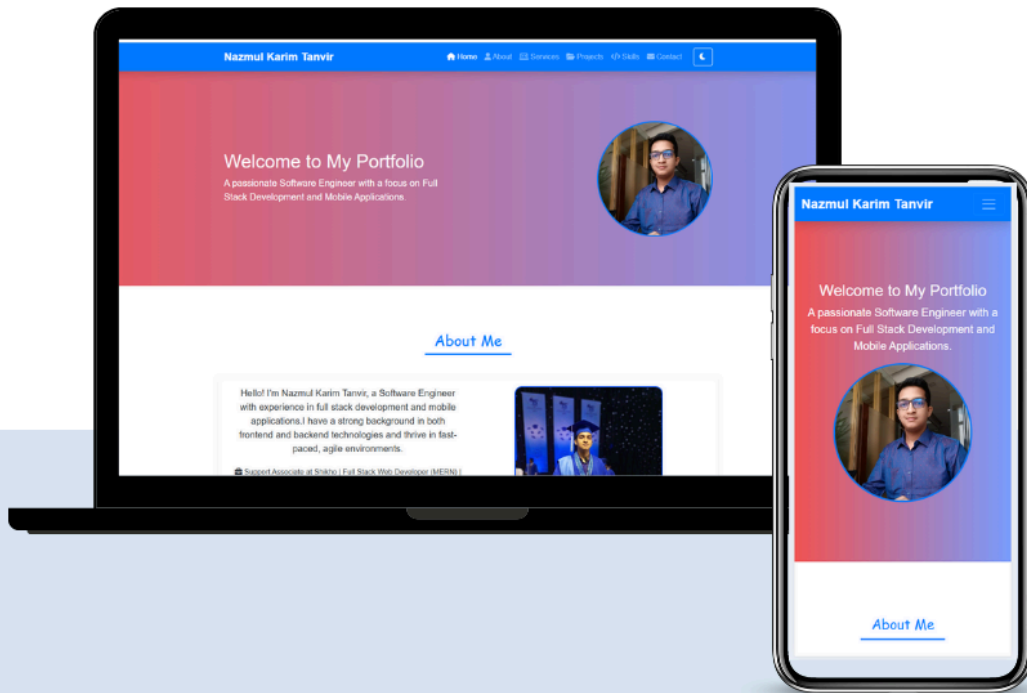 Nazmul Karim Tanvir
Home About Services Projects Skills Contact
Welcome to My Portfolio
A passionate Software Engineer with a focus on Full
Stack Development and Mobile Applications.
About Me
Hello! I'm Nazmul Karim Tanvir, a Software Engineer
with experience in full stack development and mobile
applications.I have a strong background in both
frontend and backend technologies and thrive in fast-
paced, agile environments.
Support Associate at Shikho | Full Stack Web Developer (MERN) |
Nazmul Karim Tanvir
Welcome to My Portfolio
A passionate Software Engineer with a
focus on Full Stack Development and
Mobile Applications.
About Me